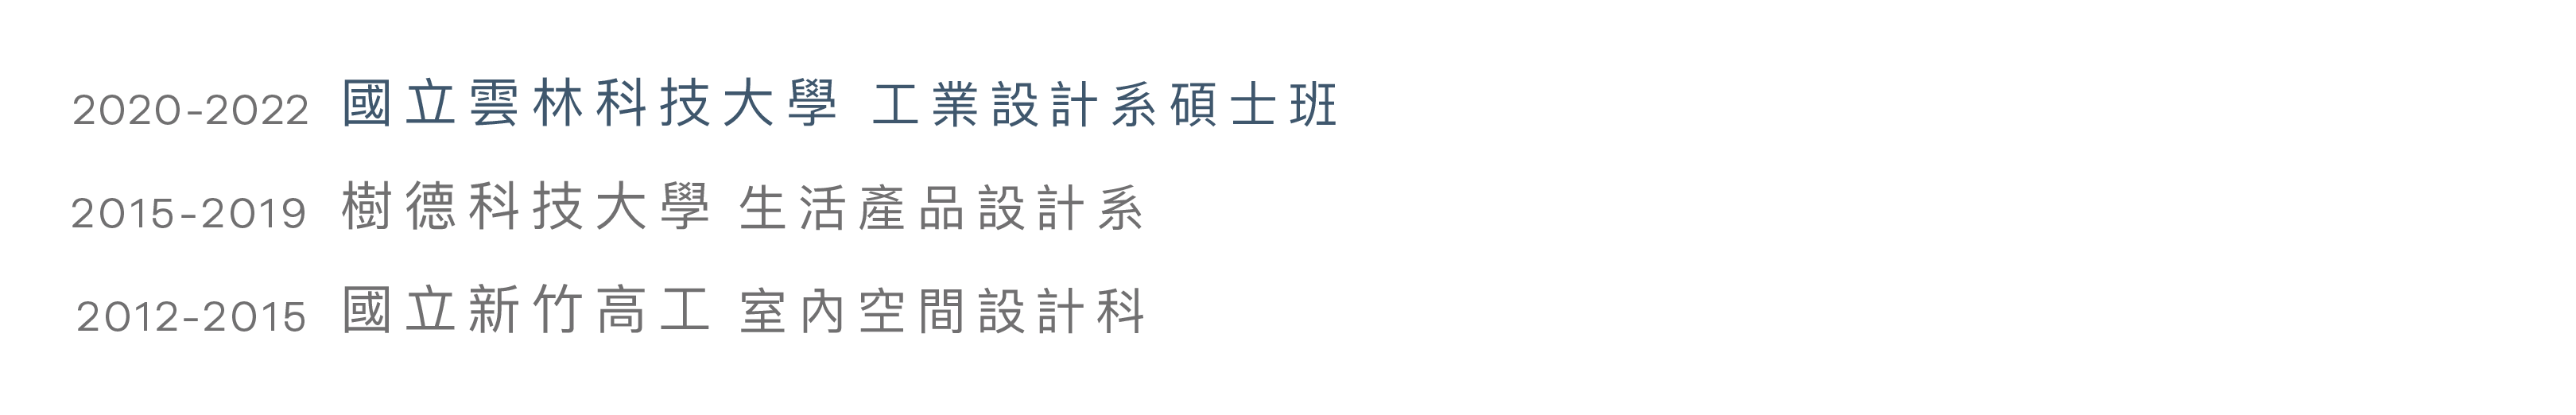 2020-2022 國立雲林科技大學 工業設計系碩士班
2015-2019 樹德科技大學 生活產品設計系
2012-2015 國立新竹高工 室內空間設計科